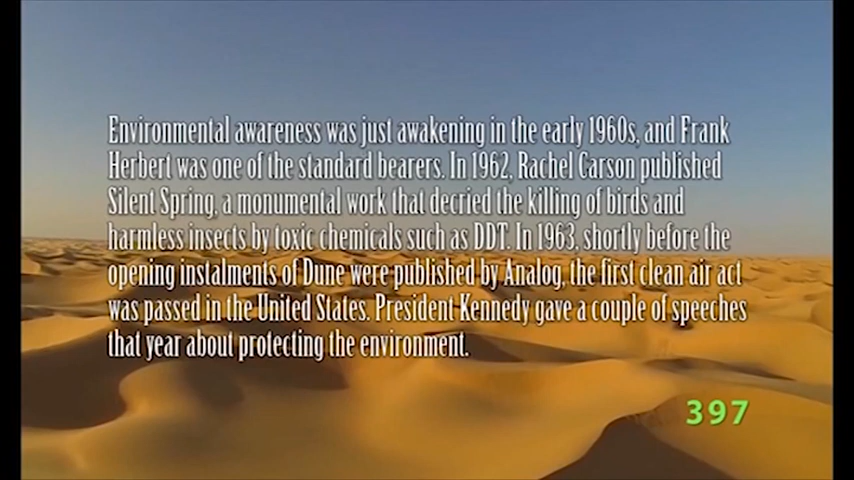 Environmental awareness was just awakening in the early 1960s, and Frank
Herbert was one of the standard bearers. In 1962, Rachel Carson published
Silent Spring, a monumental work that decried the killing of birds and
harmless insects by toxic chemicals such as DDT. In 1963, shortly before the
opening instalments of Dune were published by Analog, the first clean air act
was passed in the United States. President Kennedy gave a couple of speeches
that year about protecting the environment.
397